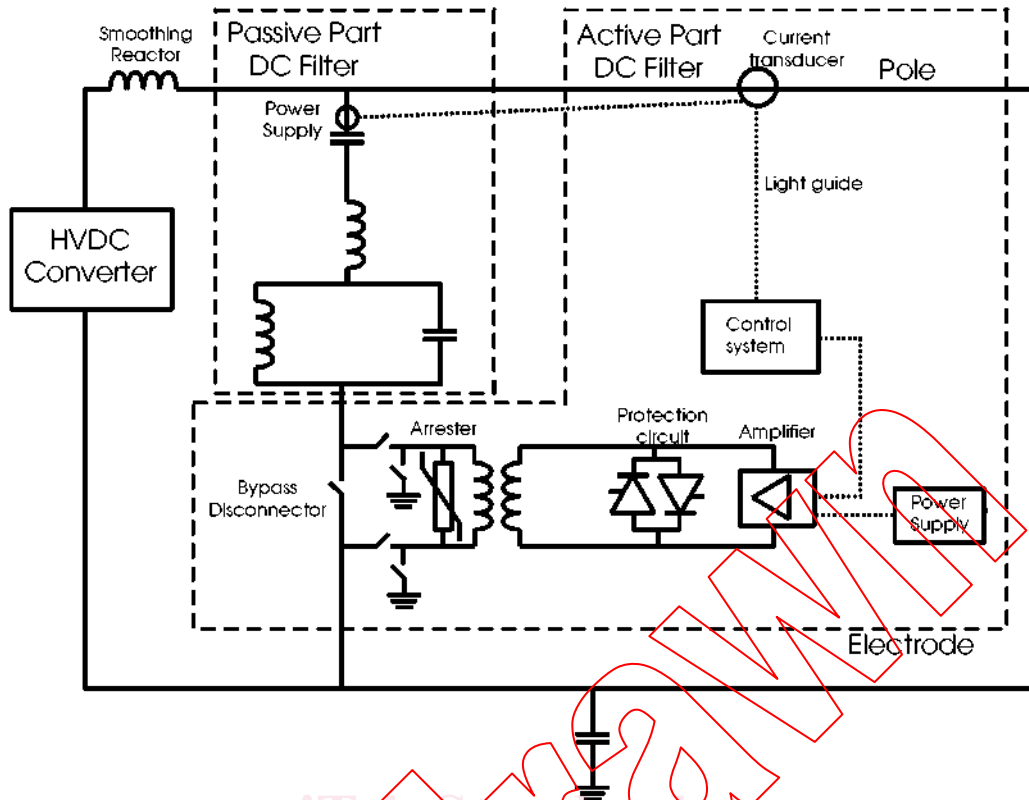 Smoothing
Reactor
Passive Part
DC Filter
Active Part
DC Filter
Current
transducer
Pole
Power
Supply
Light guide
HVDC
Converter
Control
system
Arrester
Protection
circuit
Amplifier
Bypass
Disconnector
Power
Supply
Electrode